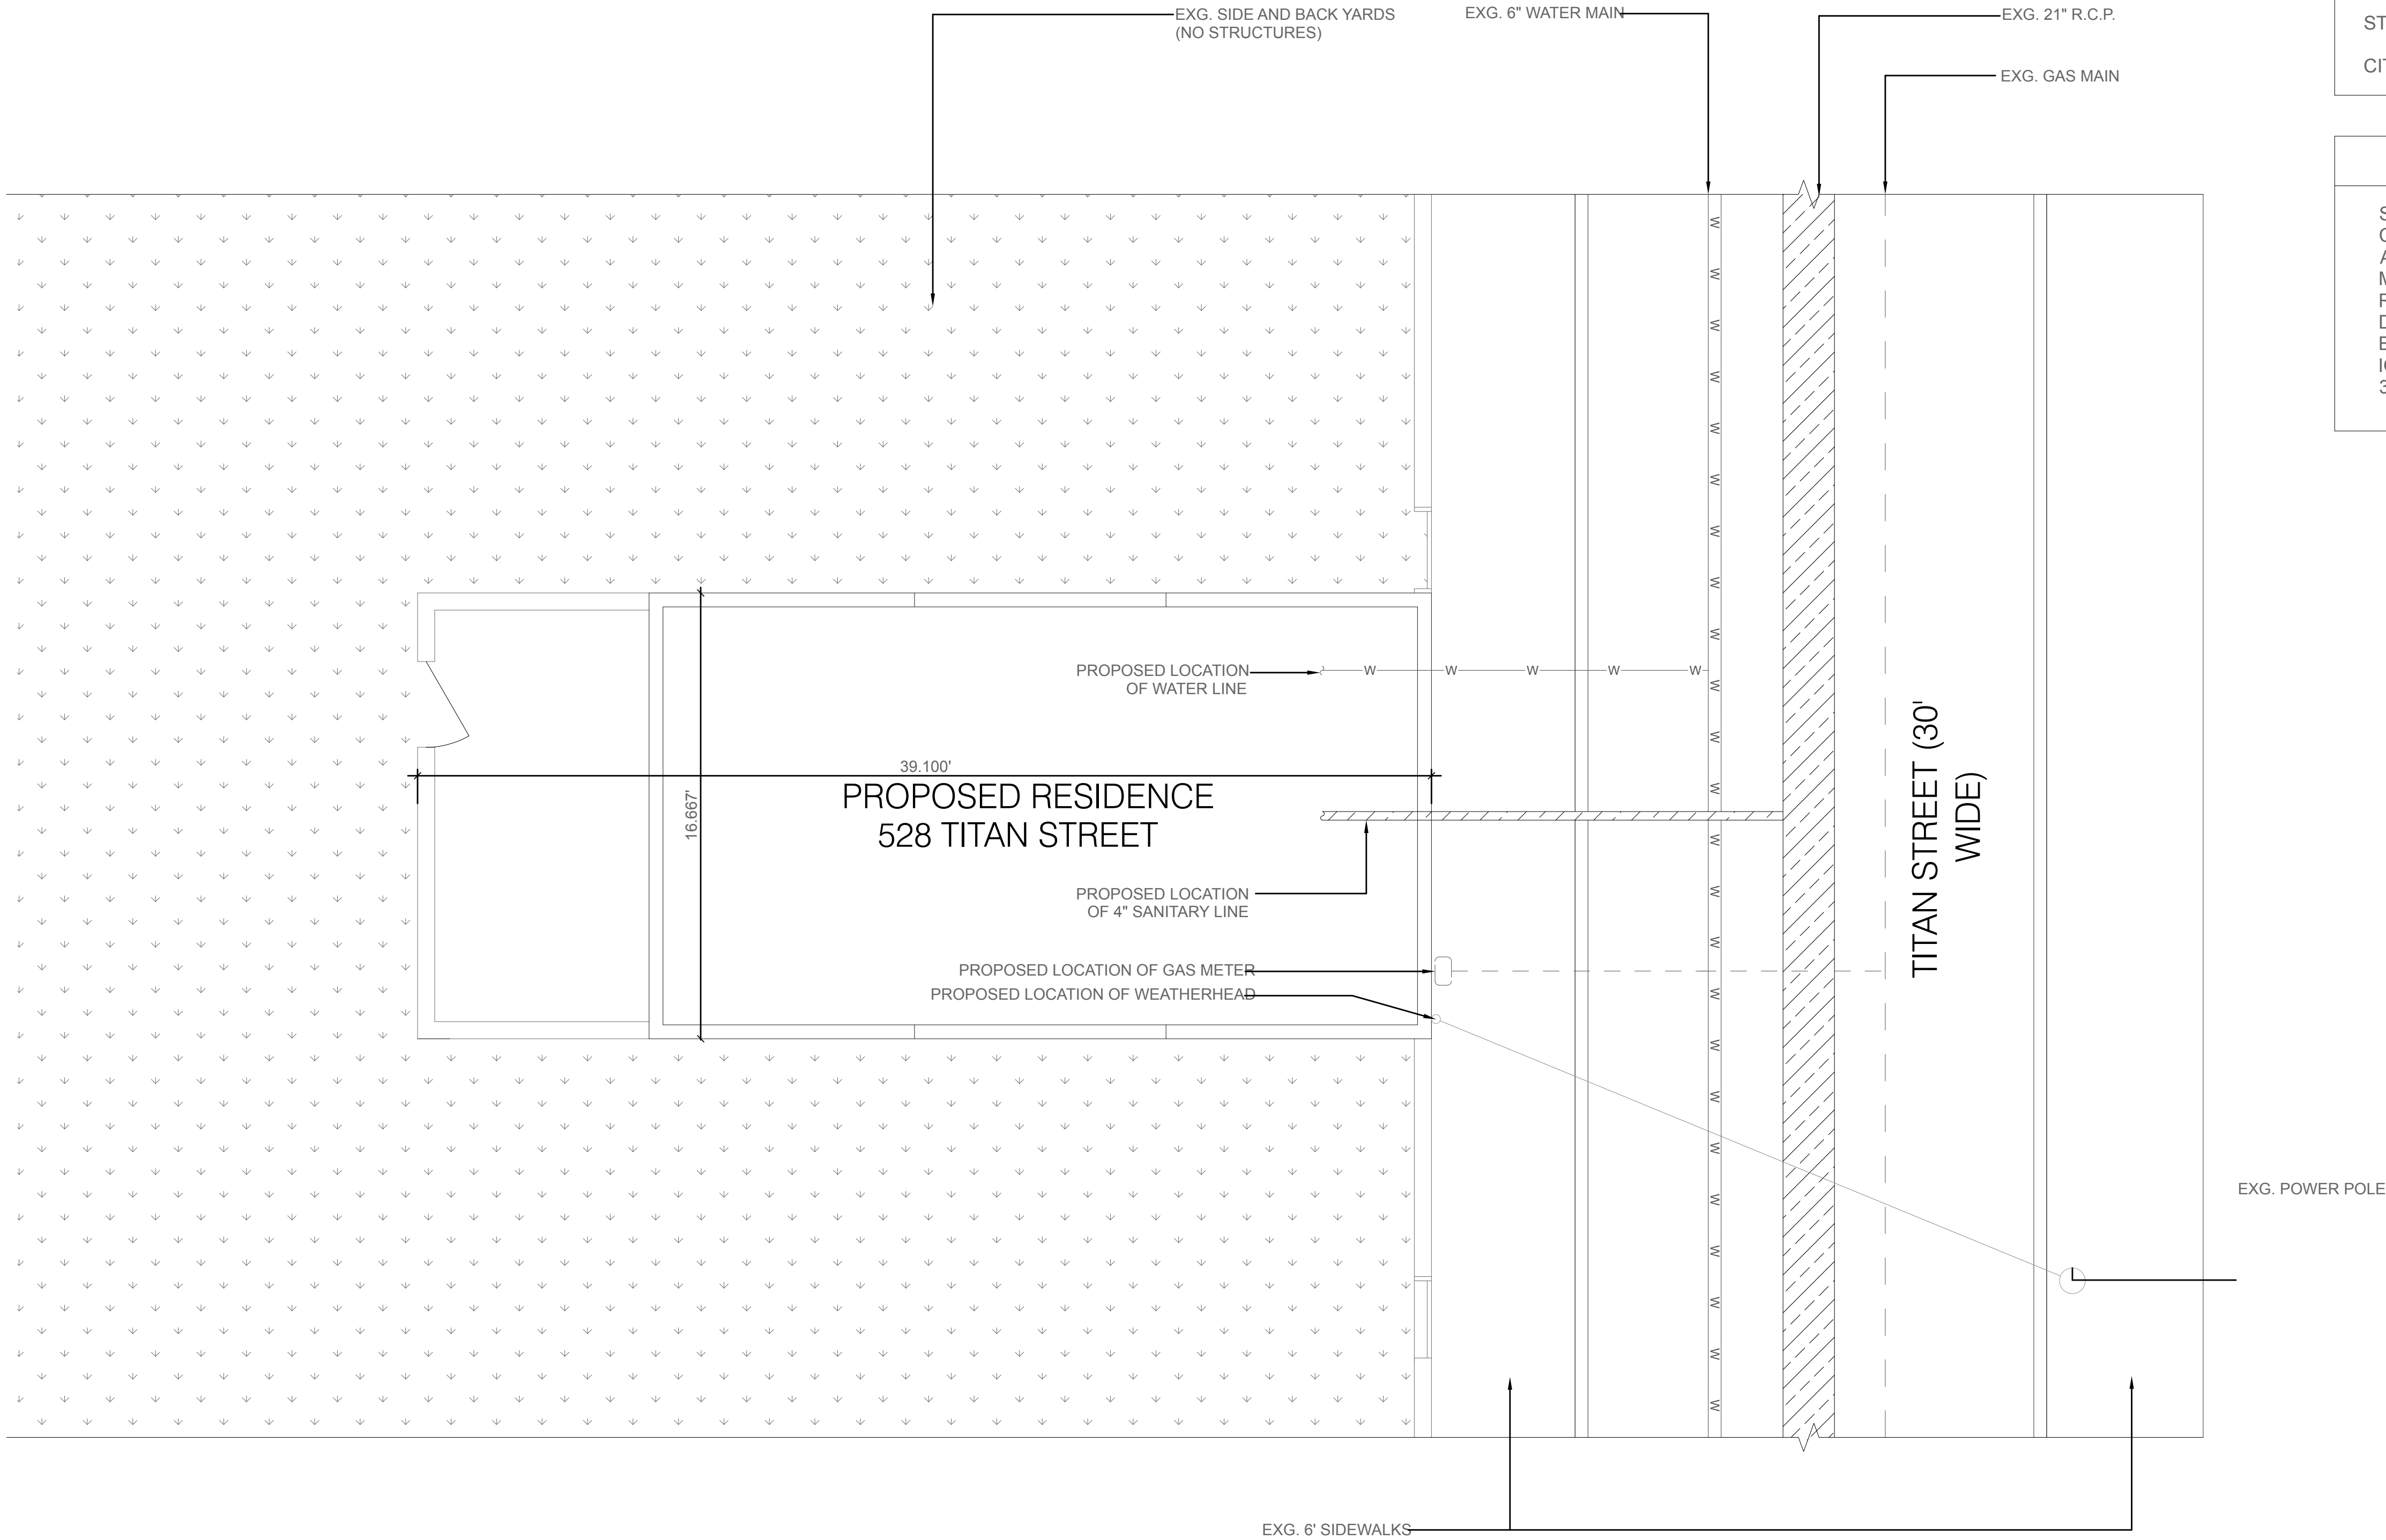 EXG. SIDE AND BACK YARDS
(NO STRUCTURES)
EXG. 6" WATER MAIN
EXG. 21" R.C.P.
EXG. GAS MAIN
PROPOSED LOCATION
OF WATER LINE
W W W W W
39.100'
16.667'
PROPOSED RESIDENCE
528 TITAN STREET
PROPOSED LOCATION
OF 4" SANITARY LINE
PROPOSED LOCATION OF GAS METER
PROPOSED LOCATION OF WEATHERHEAD
W W W W W W W W W W W W W W W W W W W W W W W W
TITAN STREET (30'
WIDE)
EXG. POWER POLE
EXG. 6' SIDEWALKS